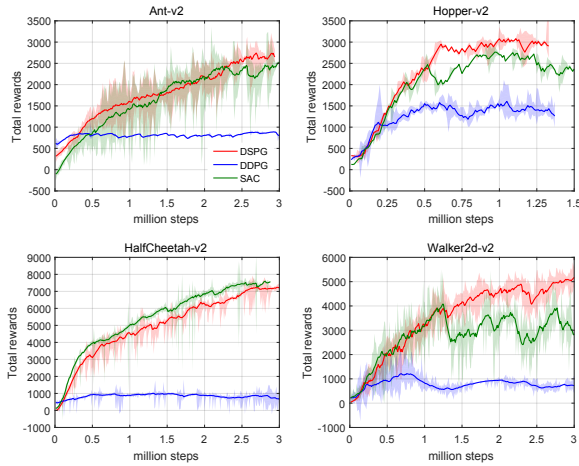 Ant-v2
Total rewards
3500
3000
2500
2000
1500
1000
500
0
-500
DSPG
DDPG
SAC
0 0.5 1 1.5 2 2.5 3
million steps
Hopper-v2
Total rewards
3500
3000
2500
2000
1500
1000
500
0
-500
0 0.25 0.5 0.75 1 1.25 1.5
million steps
HalfCheetah-v2
Total rewards
9000
8000
7000
6000
5000
4000
3000
2000
1000
0
-1000
0 0.5 1 1.5 2 2.5 3
million steps
Walker2d-v2
Total rewards
6000
5000
4000
3000
2000
1000
0
-1000
0 0.5 1 1.5 2 2.5 3
million steps